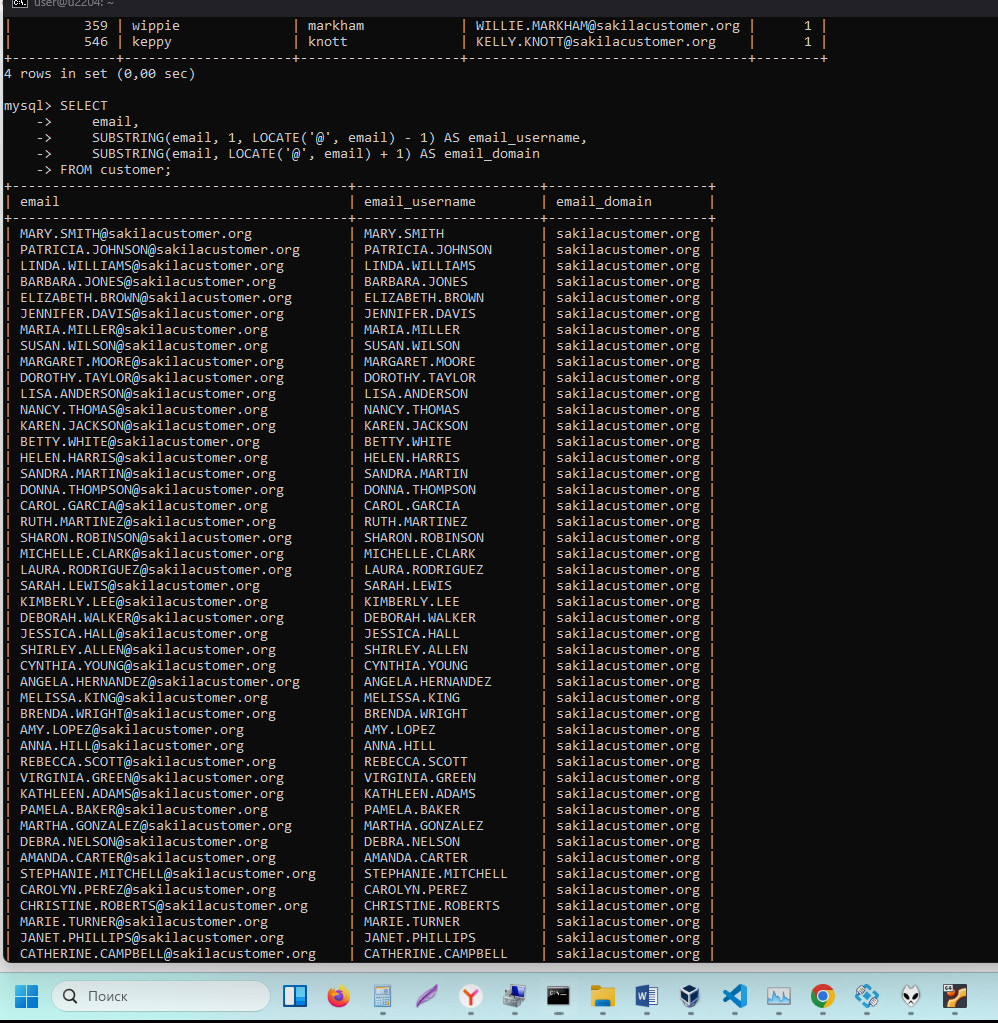 user@u2204: ~
|         359 | wippie               | markham            | WILLIE.MARKHAM@sakilacustomer.org |      1 |
|         546 | keppy                | knott              | KELLY.KNOTT@sakilacustomer.org    |      1 |
+-------------+----------------------+--------------------+-----------------------------------+--------+
4 rows in set (0,00 sec)
mysql> SELECT
    ->     email,
    ->     SUBSTRING(email, 1, LOCATE('@', email) - 1) AS email_username,
    ->     SUBSTRING(email, LOCATE('@', email) + 1) AS email_domain
    -> FROM customer;
+------------------------------------------+-----------------------+--------------------+
| email                                    | email_username        | email_domain       |
+------------------------------------------+-----------------------+--------------------+
| MARY.SMITH@sakilacustomer.org            | MARY.SMITH            | sakilacustomer.org |
| PATRICIA.JOHNSON@sakilacustomer.org      | PATRICIA.JOHNSON      | sakilacustomer.org |
| LINDA.WILLIAMS@sakilacustomer.org        | LINDA.WILLIAMS        | sakilacustomer.org |
| BARBARA.JONES@sakilacustomer.org         | BARBARA.JONES         | sakilacustomer.org |
| ELIZABETH.BROWN@sakilacustomer.org       | ELIZABETH.BROWN       | sakilacustomer.org |
| JENNIFER.DAVIS@sakilacustomer.org        | JENNIFER.DAVIS        | sakilacustomer.org |
| MARIA.MILLER@sakilacustomer.org          | MARIA.MILLER          | sakilacustomer.org |
| SUSAN.WILSON@sakilacustomer.org          | SUSAN.WILSON          | sakilacustomer.org |
| MARGARET.MOORE@sakilacustomer.org        | MARGARET.MOORE        | sakilacustomer.org |
| DOROTHY.TAYLOR@sakilacustomer.org        | DOROTHY.TAYLOR        | sakilacustomer.org |
| LISA.ANDERSON@sakilacustomer.org         | LISA.ANDERSON         | sakilacustomer.org |
| NANCY.THOMAS@sakilacustomer.org          | NANCY.THOMAS          | sakilacustomer.org |
| KAREN.JACKSON@sakilacustomer.org         | KAREN.JACKSON         | sakilacustomer.org |
| BETTY.WHITE@sakilacustomer.org           | BETTY.WHITE           | sakilacustomer.org |
| HELEN.HARRIS@sakilacustomer.org          | HELEN.HARRIS          | sakilacustomer.org |
| SANDRA.MARTIN@sakilacustomer.org         | SANDRA.MARTIN         | sakilacustomer.org |
| DONNA.THOMPSON@sakilacustomer.org        | DONNA.THOMPSON        | sakilacustomer.org |
| CAROL.GARCIA@sakilacustomer.org          | CAROL.GARCIA          | sakilacustomer.org |
| RUTH.MARTINEZ@sakilacustomer.org         | RUTH.MARTINEZ         | sakilacustomer.org |
| SHARON.ROBINSON@sakilacustomer.org       | SHARON.ROBINSON       | sakilacustomer.org |
| MICHELLE.CLARK@sakilacustomer.org        | MICHELLE.CLARK        | sakilacustomer.org |
| LAURA.RODRIGUEZ@sakilacustomer.org       | LAURA.RODRIGUEZ       | sakilacustomer.org |
| SARAH.LEWIS@sakilacustomer.org           | SARAH.LEWIS           | sakilacustomer.org |
| KIMBERLY.LEE@sakilacustomer.org          | KIMBERLY.LEE          | sakilacustomer.org |
| DEBORAH.WALKER@sakilacustomer.org        | DEBORAH.WALKER        | sakilacustomer.org |
| JESSICA.HALL@sakilacustomer.org          | JESSICA.HALL          | sakilacustomer.org |
| SHIRLEY.ALLEN@sakilacustomer.org         | SHIRLEY.ALLEN         | sakilacustomer.org |
| CYNTHIA.YOUNG@sakilacustomer.org         | CYNTHIA.YOUNG         | sakilacustomer.org |
| ANGELA.HERNANDEZ@sakilacustomer.org      | ANGELA.HERNANDEZ      | sakilacustomer.org |
| MELISSA.KING@sakilacustomer.org          | MELISSA.KING          | sakilacustomer.org |
| BRENDA.WRIGHT@sakilacustomer.org         | BRENDA.WRIGHT         | sakilacustomer.org |
| AMY.LOPEZ@sakilacustomer.org             | AMY.LOPEZ             | sakilacustomer.org |
| ANNA.HILL@sakilacustomer.org             | ANNA.HILL             | sakilacustomer.org |
| REBECCA.SCOTT@sakilacustomer.org         | REBECCA.SCOTT         | sakilacustomer.org |
| VIRGINIA.GREEN@sakilacustomer.org        | VIRGINIA.GREEN        | sakilacustomer.org |
| KATHLEEN.ADAMS@sakilacustomer.org        | KATHLEEN.ADAMS        | sakilacustomer.org |
| PAMELA.BAKER@sakilacustomer.org          | PAMELA.BAKER          | sakilacustomer.org |
| MARTHA.GONZALEZ@sakilacustomer.org       | MARTHA.GONZALEZ       | sakilacustomer.org |
| DEBRA.NELSON@sakilacustomer.org          | DEBRA.NELSON          | sakilacustomer.org |
| AMANDA.CARTER@sakilacustomer.org         | AMANDA.CARTER         | sakilacustomer.org |
| STEPHANIE.MITCHELL@sakilacustomer.org    | STEPHANIE.MITCHELL    | sakilacustomer.org |
| CAROLYN.PEREZ@sakilacustomer.org         | CAROLYN.PEREZ         | sakilacustomer.org |
| CHRISTINE.ROBERTS@sakilacustomer.org     | CHRISTINE.ROBERTS     | sakilacustomer.org |
| MARIE.TURNER@sakilacustomer.org          | MARIE.TURNER          | sakilacustomer.org |
| JANET.PHILLIPS@sakilacustomer.org        | JANET.PHILLIPS        | sakilacustomer.org |
| CATHERINE.CAMPBELL@sakilacustomer.org    | CATHERINE.CAMPBELL    | sakilacustomer.org |
Поиск